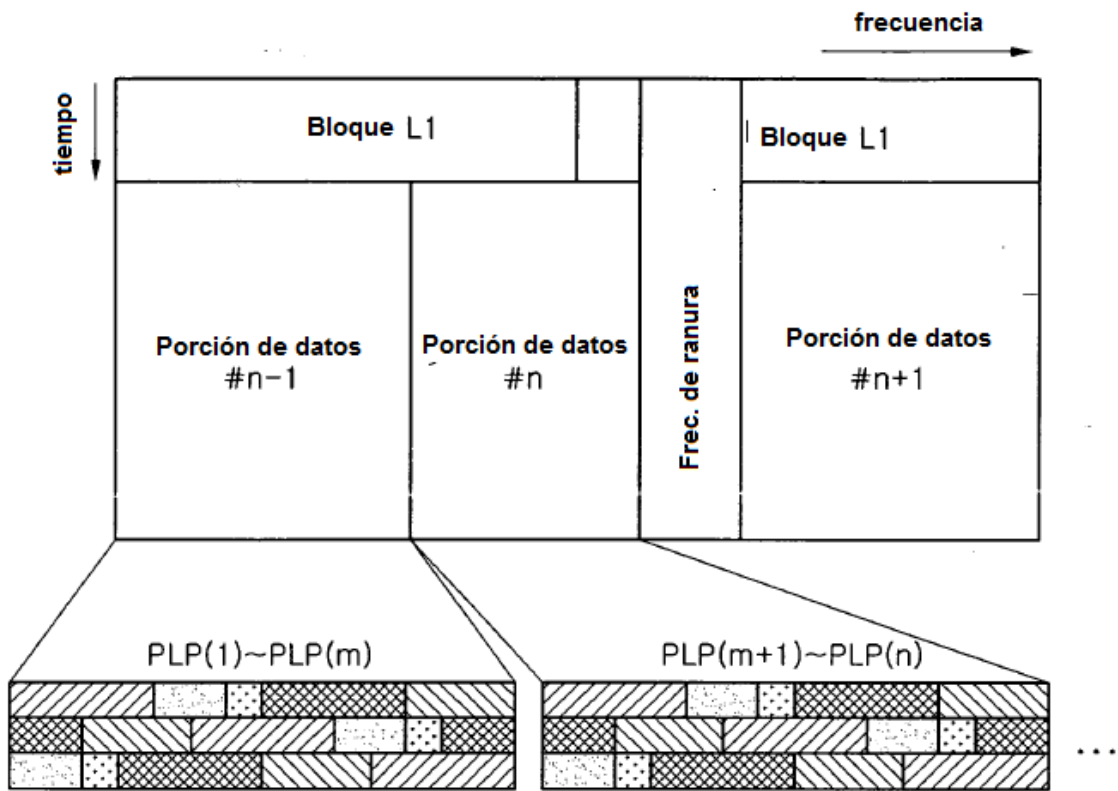 frecuencia
tiempo
Bloque L1
Bloque L1
Porción de datos
#n-1
Porción de datos
#n
Frec. de ranura
Porción de datos
#n+1
PLP(1)~PLP(m)
PLP(m+1)~PLP(n)
...